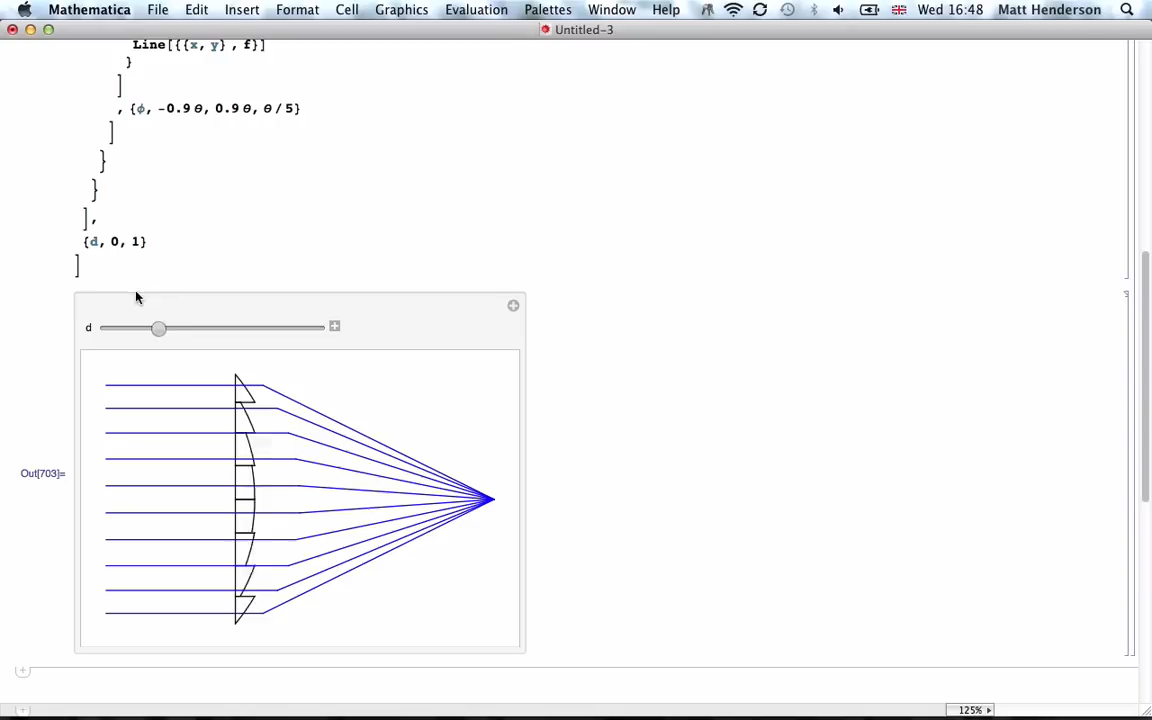 Mathematica File Edit Insert Format Cell Graphics Evaluation Palettes Window Help Wed 16:48 Matt Henderson
Untitled-3
Line[{{x, y} , f}]
}
]
, {ϕ, -0.9 θ, 0.9 θ, θ / 5}
]
}
}
],
{d, 0, 1}
]
d
Out[703]=
125%